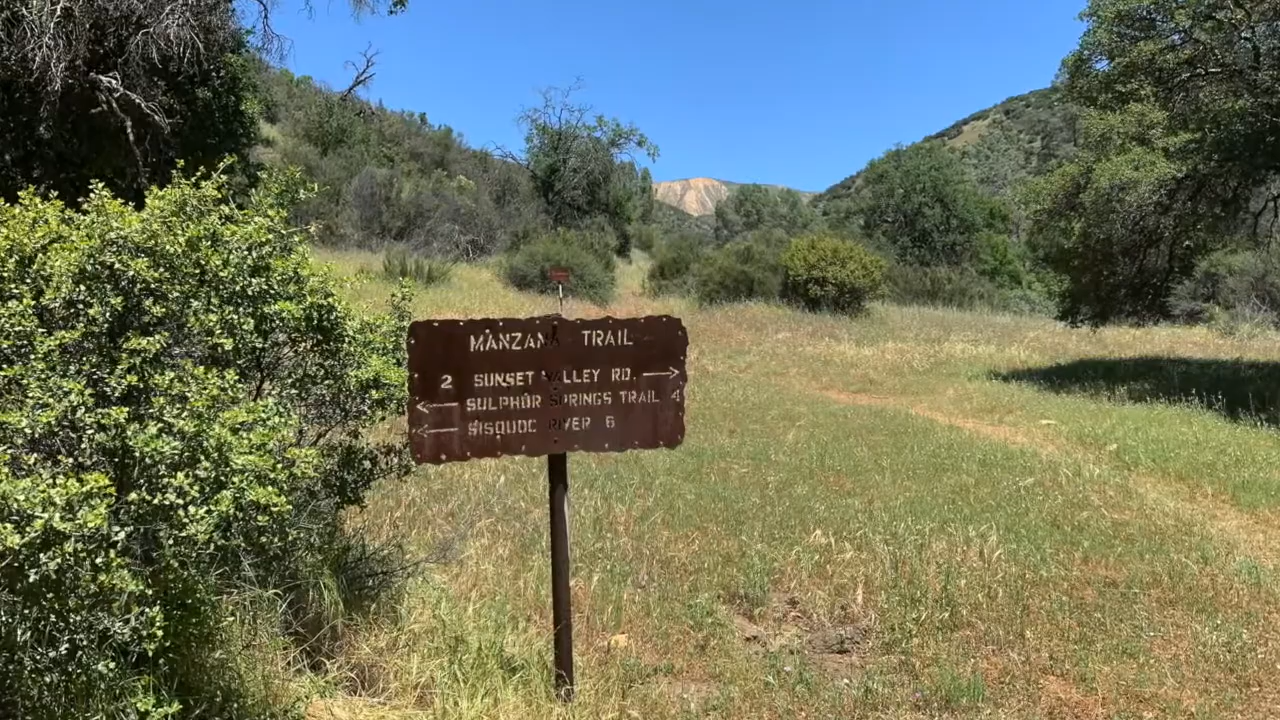 MANZANA TRAIL
2 SUNSET VALLEY RD. →
← SULPHUR SPRINGS TRAIL 4
← SISQUOC RIVER 6